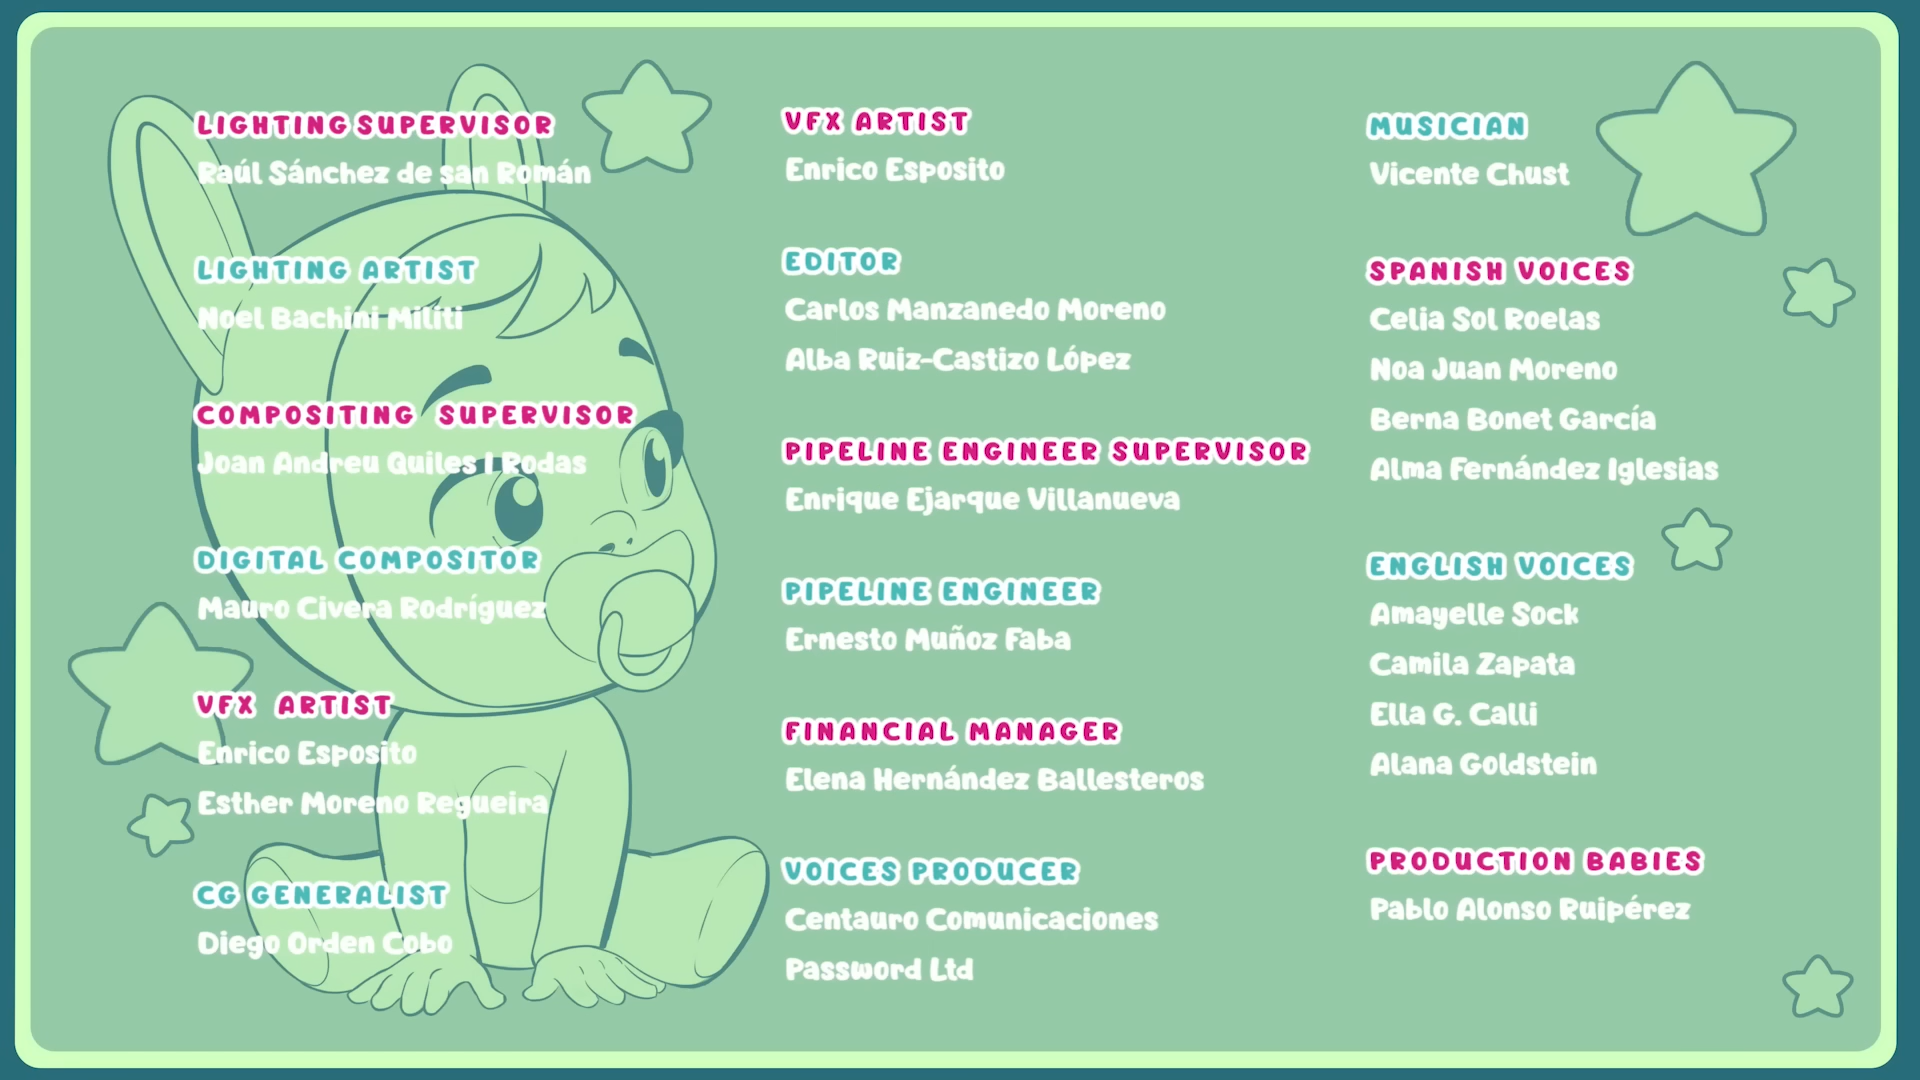 LIGHTING SUPERVISOR
Raúl Sánchez de san Román
LIGHTING ARTIST
Noel Bachini Militi
COMPOSITING SUPERVISOR
Joan Andreu Quiles I Rodas
DIGITAL COMPOSITOR
Mauro Civera Rodríguez
VFX ARTIST
Enrico Esposito
Esther Moreno Regueira
CG GENERALIST
Diego Orden Cobo
VFX ARTIST
Enrico Esposito
EDITOR
Carlos Manzanedo Moreno
Alba Ruiz-Castizo López
PIPELINE ENGINEER SUPERVISOR
Enrique Ejarque Villanueva
PIPELINE ENGINEER
Ernesto Muñoz Faba
FINANCIAL MANAGER
Elena Hernández Ballesteros
VOICES PRODUCER
Centauro Comunicaciones
Password Ltd
MUSICIAN
Vicente Chust
SPANISH VOICES
Celia Sol Roelas
Noa Juan Moreno
Berna Bonet García
Alma Fernández Iglesias
ENGLISH VOICES
Amayelle Sock
Camila Zapata
Ella G. Calli
Alana Goldstein
PRODUCTION BABIES
Pablo Alonso Ruipérez